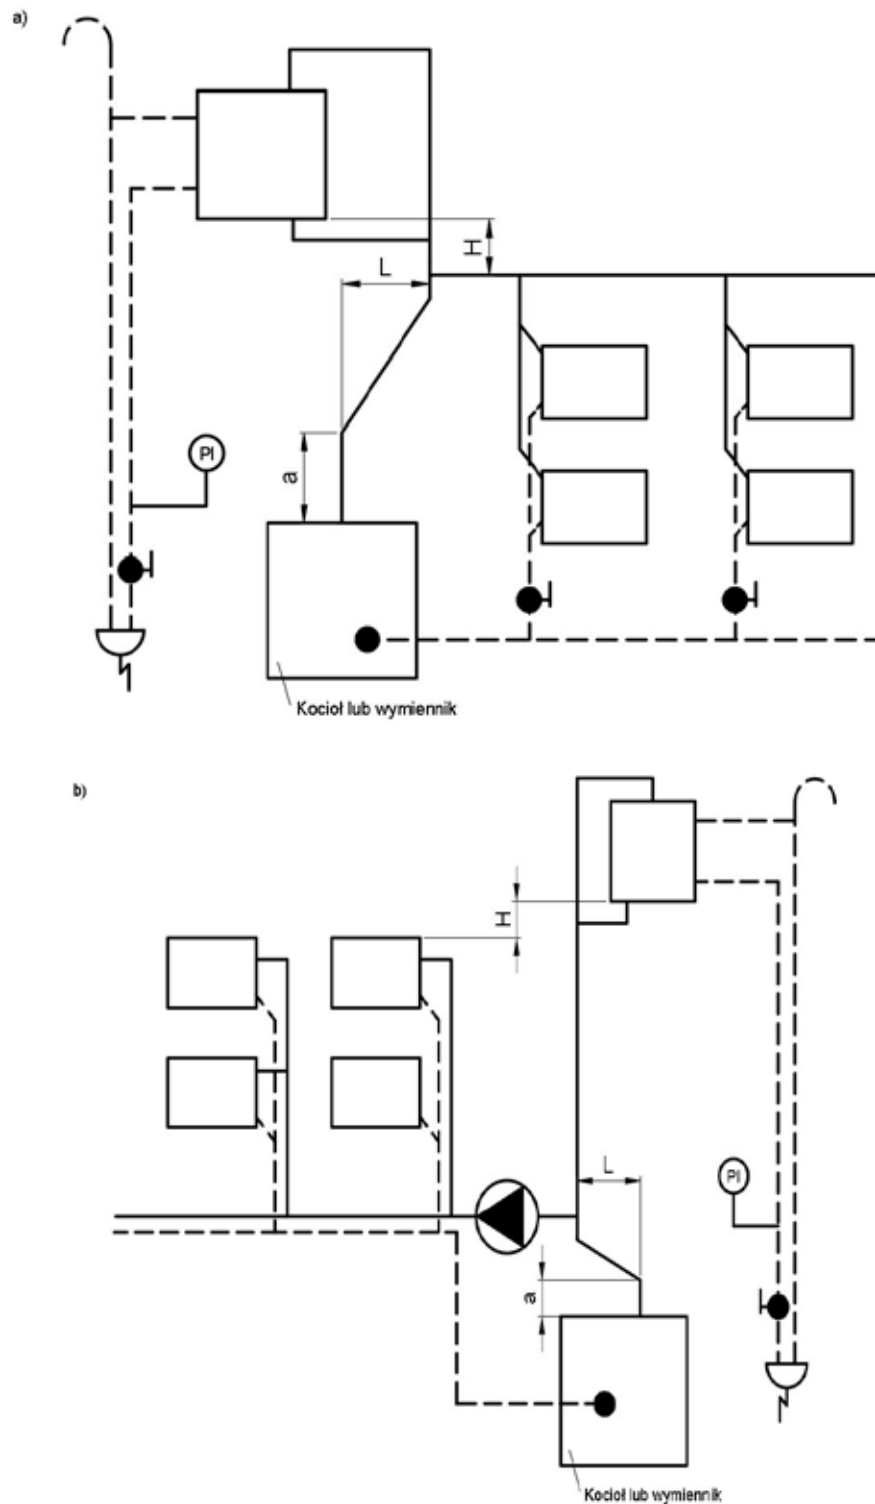 a)
H
L
PI
a
Kocioł lub wymiennik
b)
H
L
PI
a
Kocioł lub wymiennik